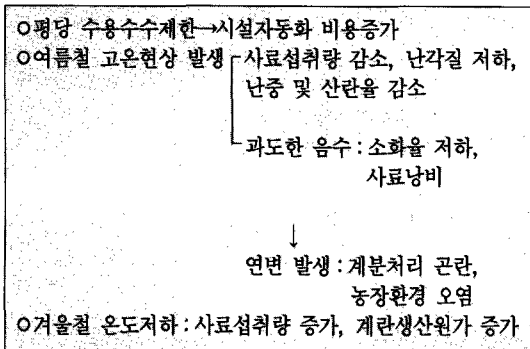 ○평당 수용수수제한→시설자동화 비용증가
○여름철 고온현상 발생 사료섭취량 감소, 난각질 저하,
난중 및 산란율 감소
과도한 음수 : 소화율 저하,
사료낭비
↓
연변 발생 : 계분처리 곤란,
농장환경 오염
○겨울철 온도저하 : 사료섭취량 증가, 계란생산원가 증가